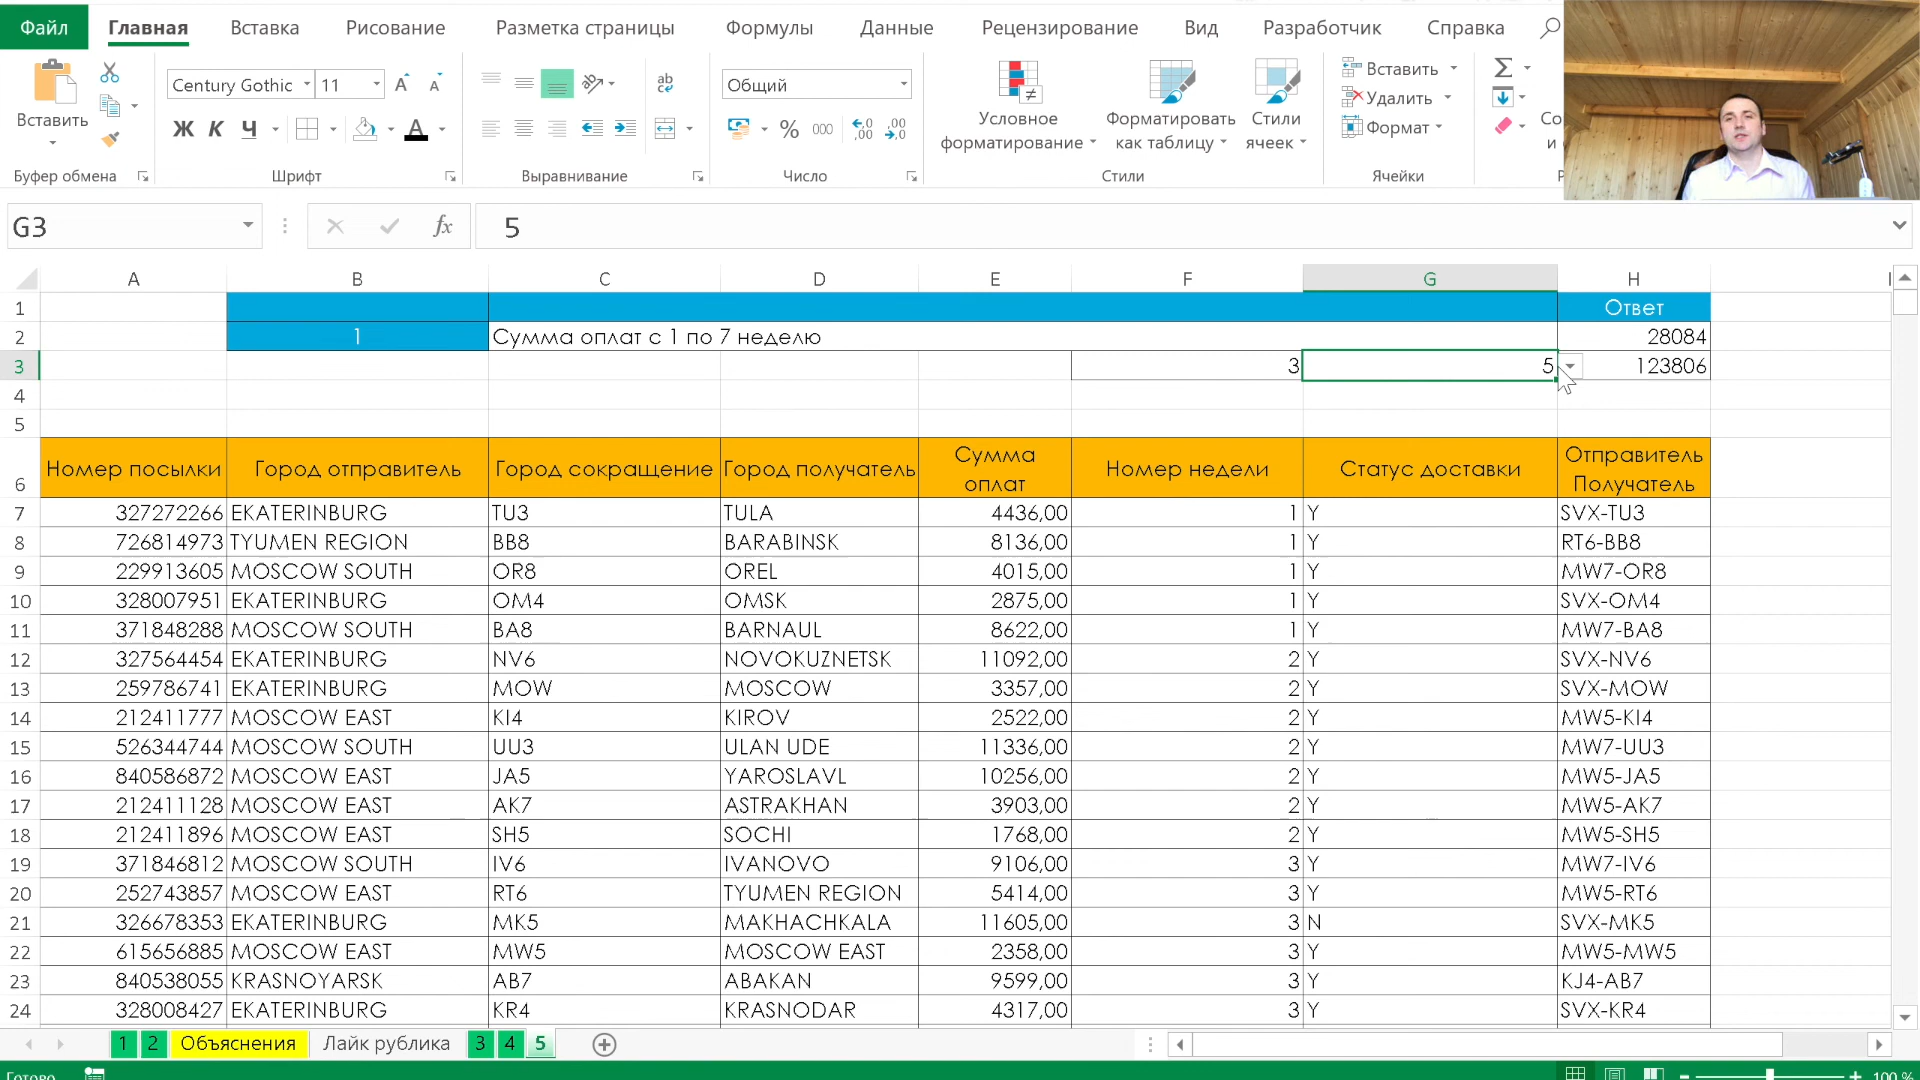 Файл Главная Вставка Рисование Разметка страницы Формулы Данные Рецензирование Вид Разработчик Справка
Вставить
Буфер обмена
Century Gothic 11
Ж К Ч
Шрифт
Выравнивание
Общий
% 000
Число
Условное форматирование
Форматировать как таблицу
Стили ячеек
Стили
Вставить
Удалить
Формат
Ячейки
G3 fx 5
A B C D E F G H
1 Ответ
2 1 Сумма оплат с 1 по 7 неделю 28084
3 3 5 123806
4
5
6 Номер посылки Город отправитель Город сокращение Город получатель Сумма оплат Номер недели Статус доставки Отправитель Получатель
7 327272266 EKATERINBURG TU3 TULA 4436,00 1 Y SVX-TU3
8 726814973 TYUMEN REGION BB8 BARABINSK 8136,00 1 Y RT6-BB8
9 229913605 MOSCOW SOUTH OR8 OREL 4015,00 1 Y MW7-OR8
10 328007951 EKATERINBURG OM4 OMSK 2875,00 1 Y SVX-OM4
11 371848288 MOSCOW SOUTH BA8 BARNAUL 8622,00 1 Y MW7-BA8
12 327564454 EKATERINBURG NV6 NOVOKUZNETSK 11092,00 2 Y SVX-NV6
13 259786741 EKATERINBURG MOW MOSCOW 3357,00 2 Y SVX-MOW
14 212411777 MOSCOW EAST KI4 KIROV 2522,00 2 Y MW5-KI4
15 526344744 MOSCOW SOUTH UU3 ULAN UDE 11336,00 2 Y MW7-UU3
16 840586872 MOSCOW EAST JA5 YAROSLAVL 10256,00 2 Y MW5-JA5
17 212411128 MOSCOW EAST AK7 ASTRAKHAN 3903,00 2 Y MW5-AK7
18 212411896 MOSCOW EAST SH5 SOCHI 1768,00 2 Y MW5-SH5
19 371846812 MOSCOW SOUTH IV6 IVANOVO 9106,00 3 Y MW7-IV6
20 252743857 MOSCOW EAST RT6 TYUMEN REGION 5414,00 3 Y MW5-RT6
21 326678353 EKATERINBURG MK5 MAKHACHKALA 11605,00 3 N SVX-MK5
22 615656885 MOSCOW EAST MW5 MOSCOW EAST 2358,00 3 Y MW5-MW5
23 840538055 KRASNOYARSK AB7 ABAKAN 9599,00 3 Y KJ4-AB7
24 328008427 EKATERINBURG KR4 KRASNODAR 4317,00 3 Y SVX-KR4
1 2 Объяснения Лайк рублика 3 4 5
Готово 100 %